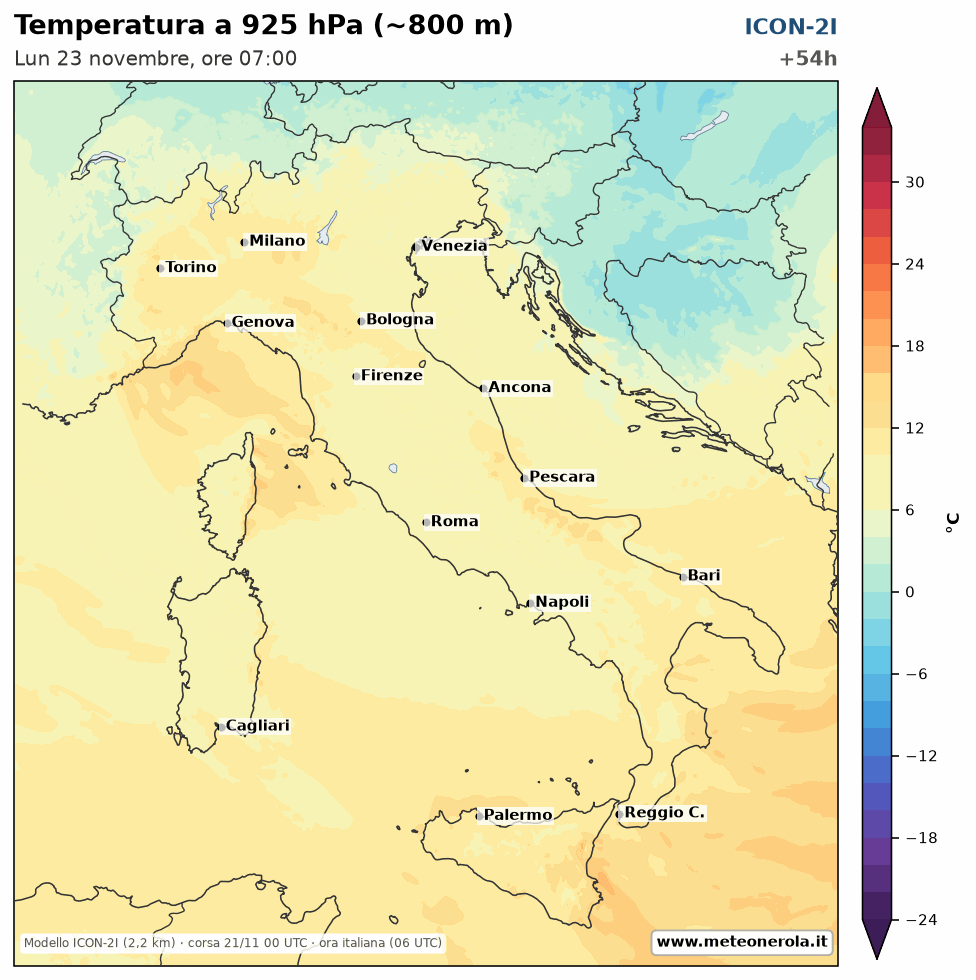 Temperatura a 925 hPa (~800 m)
ICON-2I
Lun 23 novembre, ore 07:00
+54h
Milano
Venezia
Torino
Genova
Bologna
Firenze
Ancona
Pescara
Roma
Bari
Napoli
Cagliari
Palermo
Reggio C.
30
24
18
12
6
0
−6
−12
−18
−24
°C
Modello ICON-2I (2,2 km) · corsa 21/11 00 UTC · ora italiana (06 UTC)
www.meteonerola.it